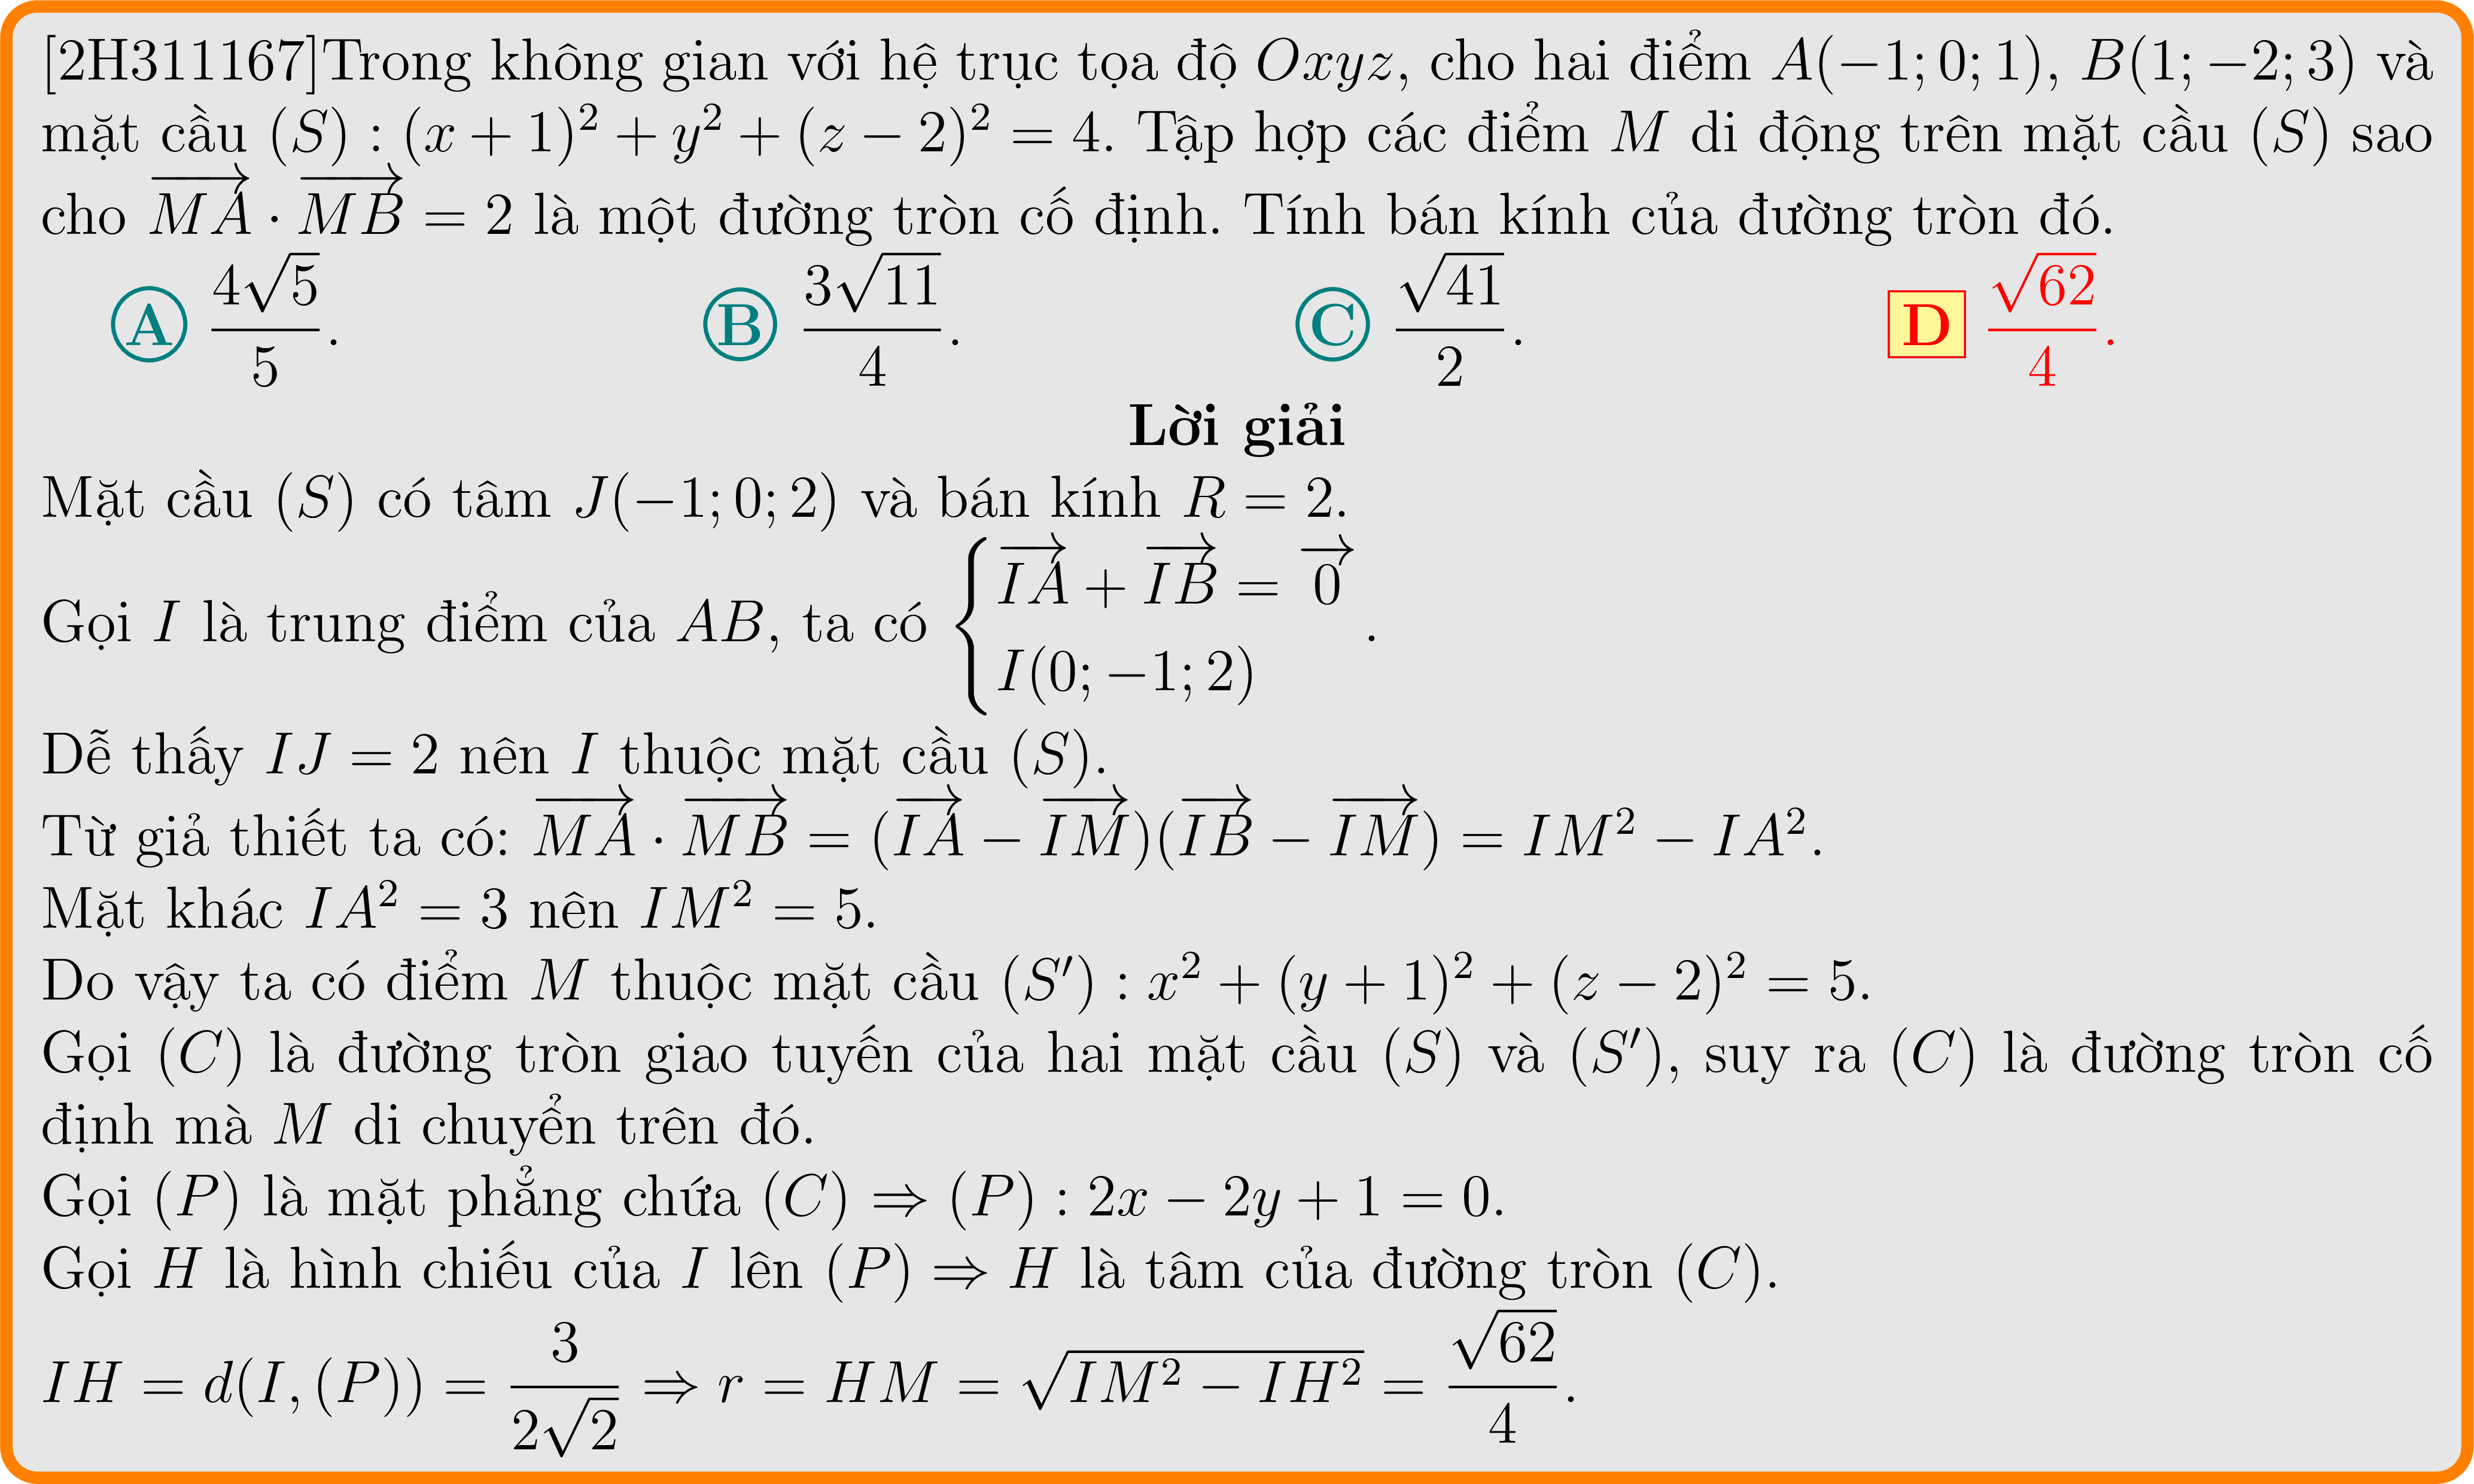 [2H311167]Trong không gian với hệ trục tọa độ $Oxyz$, cho hai điểm $A(-1;0;1)$, $B(1;-2;3)$ và
mặt cầu $(S):(x+1)^2+y^2+(z-2)^2=4$. Tập hợp các điểm $M$ di động trên mặt cầu $(S)$ sao
cho $\overrightarrow{MA}\cdot\overrightarrow{MB}=2$ là một đường tròn cố định. Tính bán kính của đường tròn đó.
A $\dfrac{4\sqrt{5}}{5}$. B $\dfrac{3\sqrt{11}}{4}$. C $\dfrac{\sqrt{41}}{2}$. D $\dfrac{\sqrt{62}}{4}$.
Lời giải
Mặt cầu $(S)$ có tâm $J(-1;0;2)$ và bán kính $R=2$.
Gọi $I$ là trung điểm của $AB$, ta có $\begin{cases}\overrightarrow{IA}+\overrightarrow{IB}=\overrightarrow{0}\\I(0;-1;2)\end{cases}$.
Dễ thấy $IJ=2$ nên $I$ thuộc mặt cầu $(S)$.
Từ giả thiết ta có: $\overrightarrow{MA}\cdot\overrightarrow{MB}=(\overrightarrow{IA}-\overrightarrow{IM})(\overrightarrow{IB}-\overrightarrow{IM})=IM^2-IA^2$.
Mặt khác $IA^2=3$ nên $IM^2=5$.
Do vậy ta có điểm $M$ thuộc mặt cầu $(S'):x^2+(y+1)^2+(z-2)^2=5$.
Gọi $(C)$ là đường tròn giao tuyến của hai mặt cầu $(S)$ và $(S')$, suy ra $(C)$ là đường tròn cố
định mà $M$ di chuyển trên đó.
Gọi $(P)$ là mặt phẳng chứa $(C)\Rightarrow(P):2x-2y+1=0$.
Gọi $H$ là hình chiếu của $I$ lên $(P)\Rightarrow H$ là tâm của đường tròn $(C)$.
$IH=d(I,(P))=\dfrac{3}{2\sqrt{2}}\Rightarrow r=HM=\sqrt{IM^2-IH^2}=\dfrac{\sqrt{62}}{4}$.